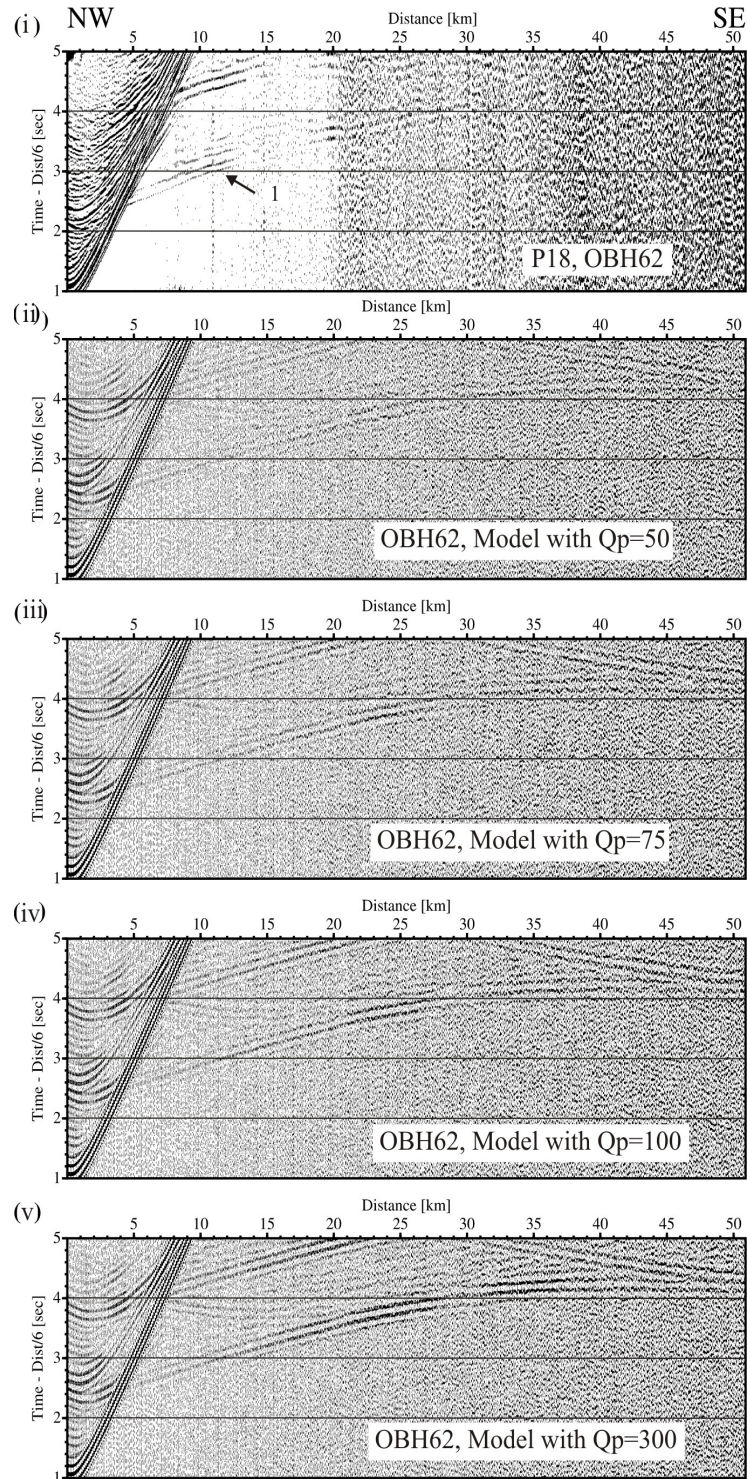 (i) NW Distance [km] SE
5 10 15 20 25 30 35 40 45 50
5
4
3
2
1
Time - Dist/6 [sec]
1
P18, OBH62
(ii) Distance [km]
5 10 15 20 25 30 35 40 45 50
5
4
3
2
1
Time - Dist/6 [sec]
OBH62, Model with Qp=50
(iii) Distance [km]
5 10 15 20 25 30 35 40 45 50
5
4
3
2
1
Time - Dist/6 [sec]
OBH62, Model with Qp=75
(iv) Distance [km]
5 10 15 20 25 30 35 40 45 50
5
4
3
2
1
Time - Dist/6 [sec]
OBH62, Model with Qp=100
(v) Distance [km]
5 10 15 20 25 30 35 40 45 50
5
4
3
2
1
Time - Dist/6 [sec]
OBH62, Model with Qp=300